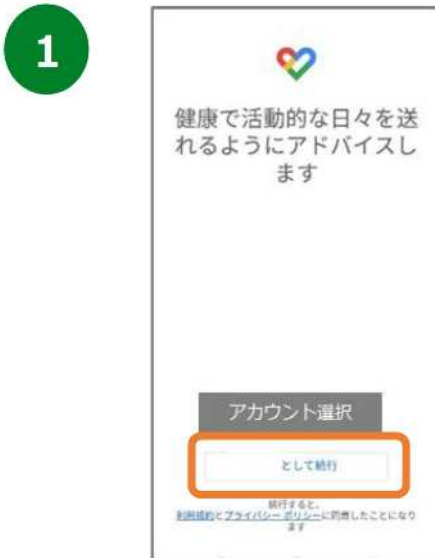 1
健康で活動的な日々を送
れるようにアドバイスし
ます
アカウント選択
として続行
続行すると、
利用規約とプライバシー ポリシーに同意したことになり
ます